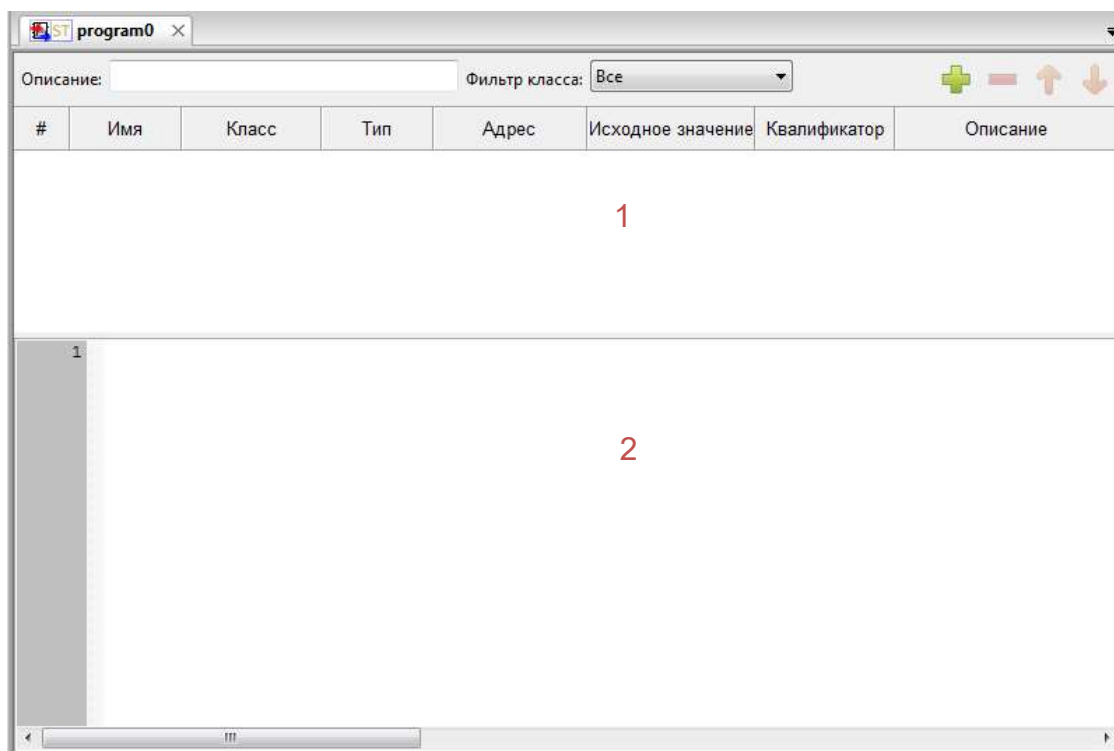 ST program0
Описание: Фильтр класса: Все
# Имя Класс Тип Адрес Исходное значение Квалификатор Описание
1
1
2